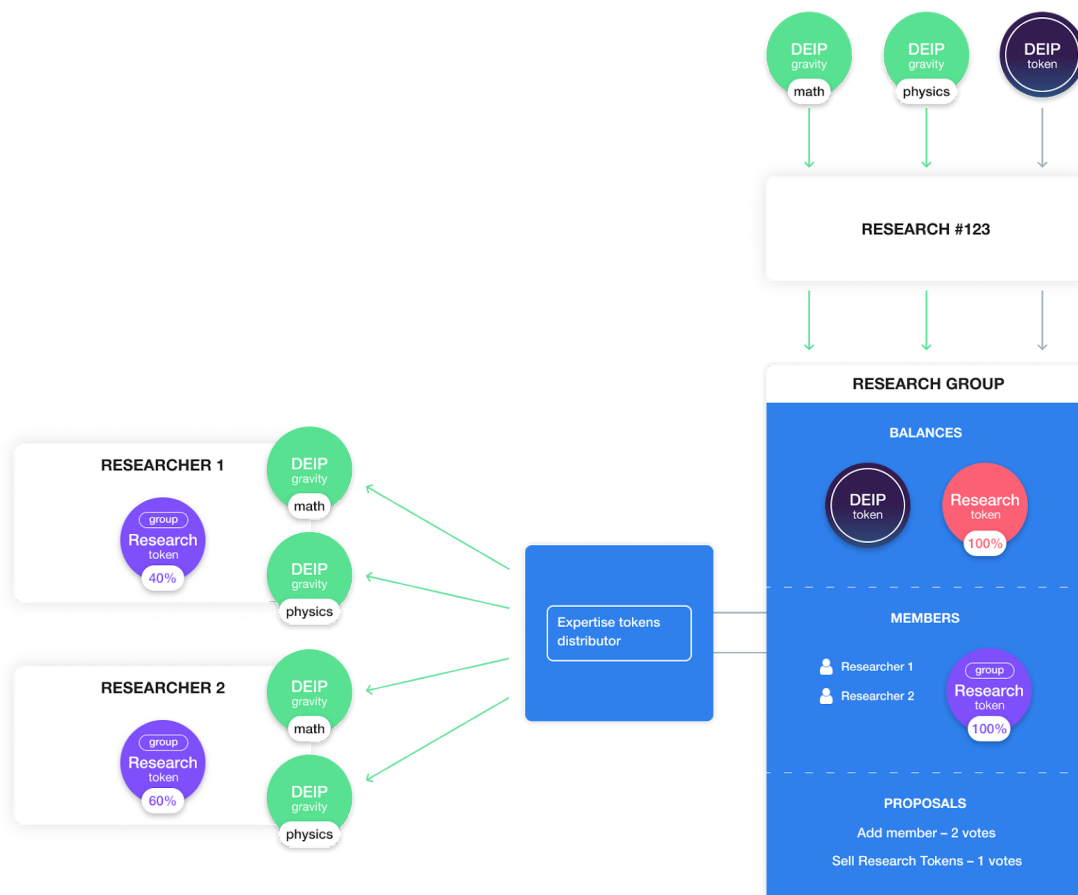 DEIP
gravity
math
DEIP
gravity
physics
DEIP
token
RESEARCH #123
RESEARCH GROUP
BALANCES
DEIP
token
Research
token
100%
MEMBERS
Researcher 1
Researcher 2
group
Research
token
100%
PROPOSALS
Add member – 2 votes
Sell Research Tokens – 1 votes
Expertise tokens
distributor
RESEARCHER 1
group
Research
token
40%
DEIP
gravity
math
DEIP
gravity
physics
RESEARCHER 2
group
Research
token
60%
DEIP
gravity
math
DEIP
gravity
physics